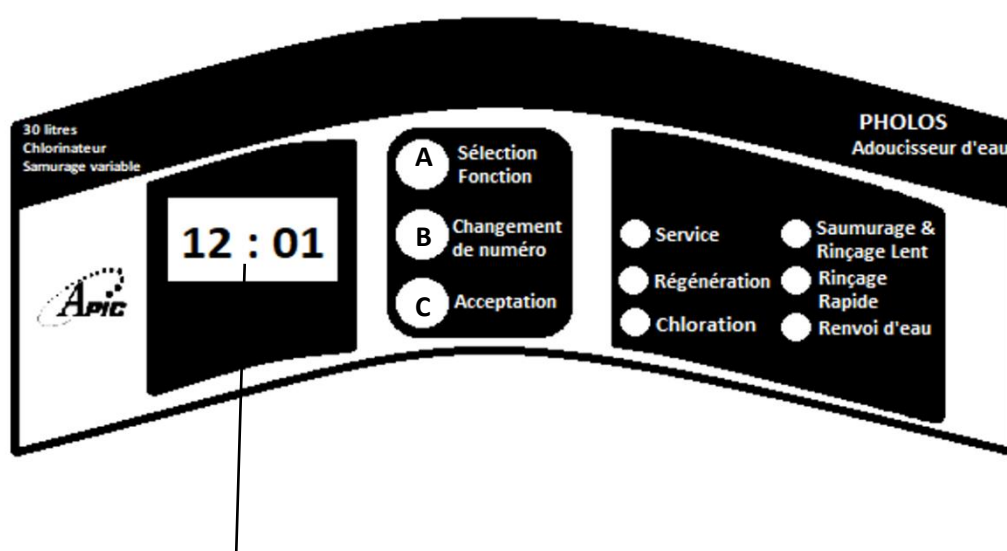 30 litres
Chlorinateur
Samurage variable
PHOLOS
Adoucisseur d'eau
12 : 01
APIC
A
Sélection
Fonction
B
Changement
de numéro
C
Acceptation
Service
Régénération
Chloration
Saumurage &
Rinçage Lent
Rinçage
Rapide
Renvoi d'eau